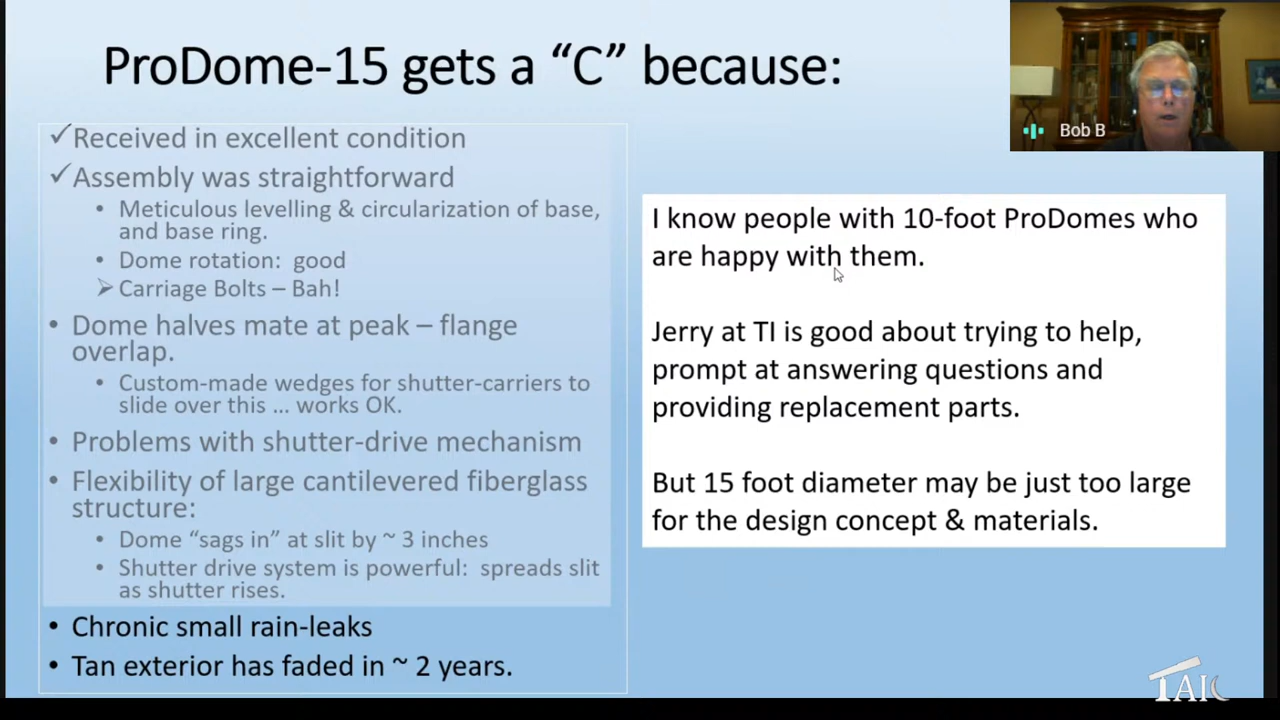 ProDome-15 gets a “C” because:
Bob B
✓Received in excellent condition
✓Assembly was straightforward
• Meticulous levelling & circularization of base,
and base ring.
• Dome rotation: good
➢ Carriage Bolts – Bah!
• Dome halves mate at peak – flange
overlap.
• Custom-made wedges for shutter-carriers to
slide over this … works OK.
• Problems with shutter-drive mechanism
• Flexibility of large cantilevered fiberglass
structure:
• Dome “sags in” at slit by ~ 3 inches
• Shutter drive system is powerful: spreads slit
as shutter rises.
• Chronic small rain-leaks
• Tan exterior has faded in ~ 2 years.
I know people with 10-foot ProDomes who
are happy with them.
Jerry at TI is good about trying to help,
prompt at answering questions and
providing replacement parts.
But 15 foot diameter may be just too large
for the design concept & materials.
TAIC